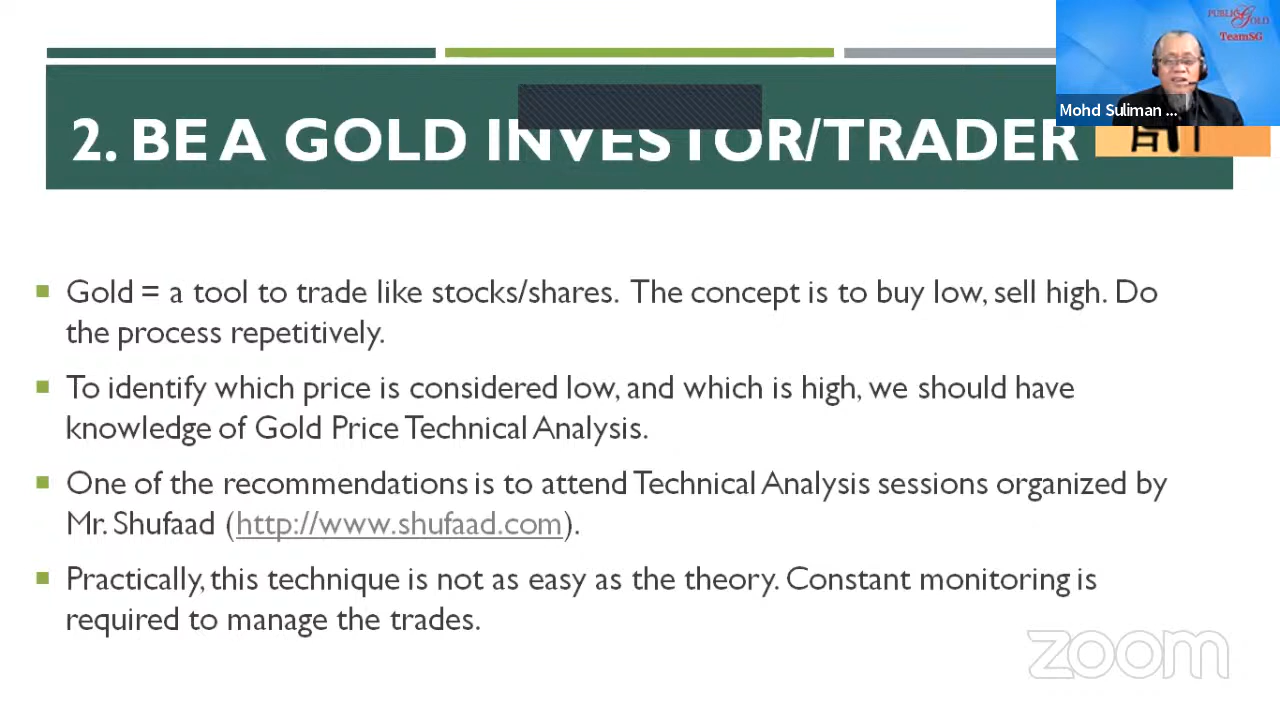 PUBLIC GOLD
TeamSG
Mohd Suliman ...
2. BE A GOLD INVESTOR/TRADER
Gold = a tool to trade like stocks/shares. The concept is to buy low, sell high. Do
the process repetitively.
To identify which price is considered low, and which is high, we should have
knowledge of Gold Price Technical Analysis.
One of the recommendations is to attend Technical Analysis sessions organized by
Mr. Shufaad (http://www.shufaad.com).
Practically, this technique is not as easy as the theory. Constant monitoring is
required to manage the trades.
zoom